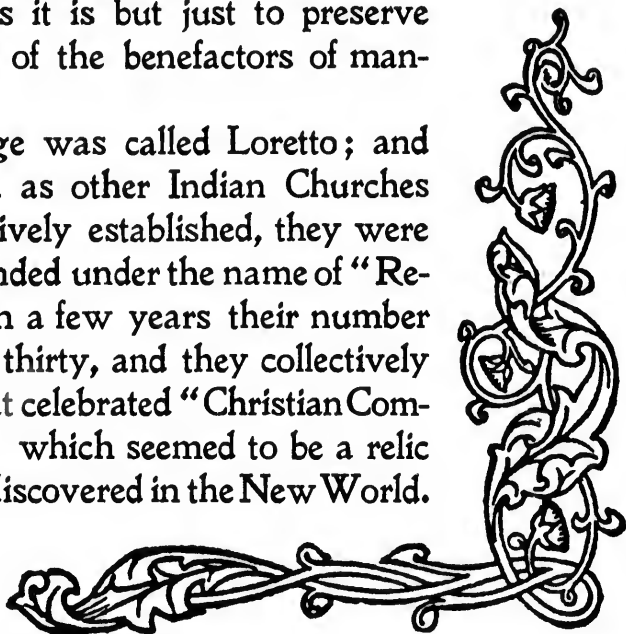 s it is but just to preserve
of the benefactors of man-
ge was called Loretto; and
as other Indian Churches
ively established, they were
nded under the name of “Re-
n a few years their number
thirty, and they collectively
t celebrated “Christian Com-
which seemed to be a relic
discovered in the New World.